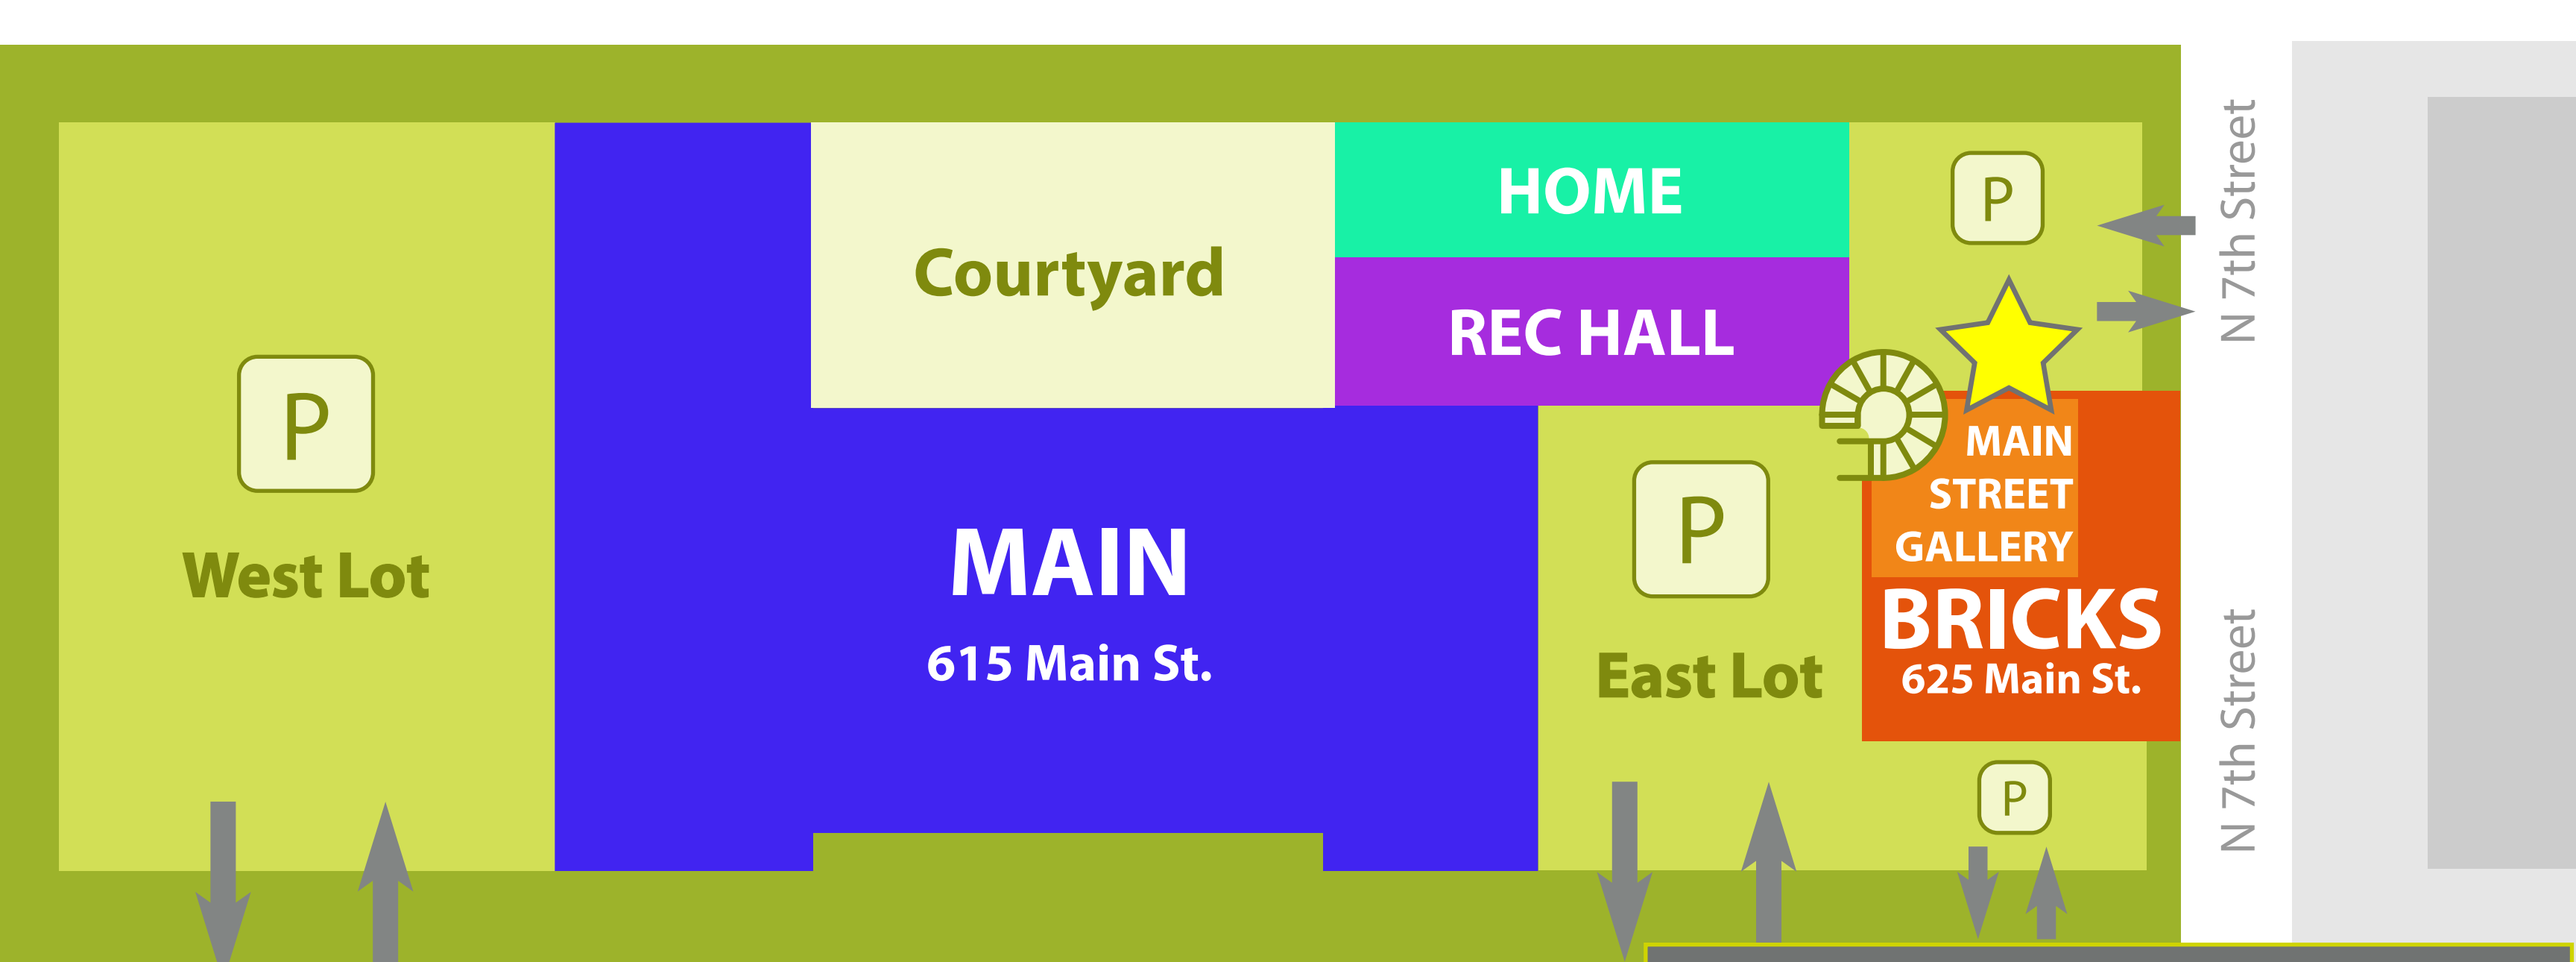 P
West Lot
Courtyard
MAIN
615 Main St.
HOME
REC HALL
P
East Lot
P
MAIN
STREET
GALLERY
BRICKS
625 Main St.
P
N 7th Street
N 7th Street